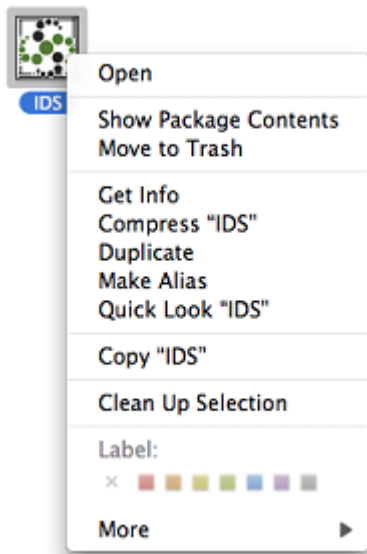 IDS
Open
Show Package Contents
Move to Trash
Get Info
Compress “IDS”
Duplicate
Make Alias
Quick Look “IDS”
Copy “IDS”
Clean Up Selection
Label:
×
More